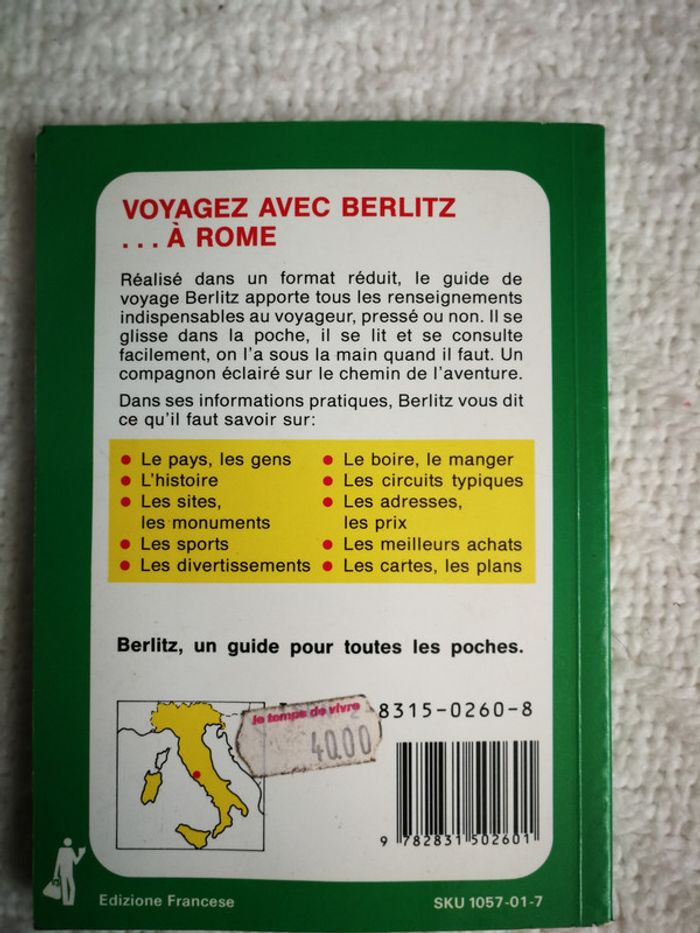 VOYAGEZ AVEC BERLITZ
...À ROME
Réalisé dans un format réduit, le guide de
voyage Berlitz apporte tous les renseignements
indispensables au voyageur, pressé ou non. Il se
glisse dans la poche, il se lit et se consulte
facilement, on l'a sous la main quand il faut. Un
compagnon éclairé sur le chemin de l'aventure.
Dans ses informations pratiques, Berlitz vous dit
ce qu'il faut savoir sur:
• Le pays, les gens
• L'histoire
• Les sites,
les monuments
• Les sports
• Les divertissements
• Le boire, le manger
• Les circuits typiques
• Les adresses,
les prix
• Les meilleurs achats
• Les cartes, les plans
Berlitz, un guide pour toutes les poches.
le temps de vivre
4000
2-8315-0260-8
9 782831 502601
Edizione Francese
SKU 1057-01-7